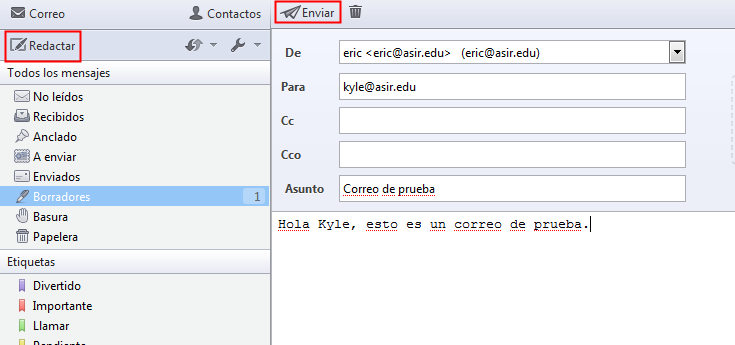 Correo
Contactos
Redactar
Todos los mensajes
No leídos
Recibidos
Anclado
A enviar
Enviados
Borradores 1
Basura
Papelera
Etiquetas
Divertido
Importante
Llamar
Pendiente
Enviar
De eric <eric@asir.edu> (eric@asir.edu)
Para kyle@asir.edu
Cc
Cco
Asunto Correo de prueba
Hola Kyle, esto es un correo de prueba.